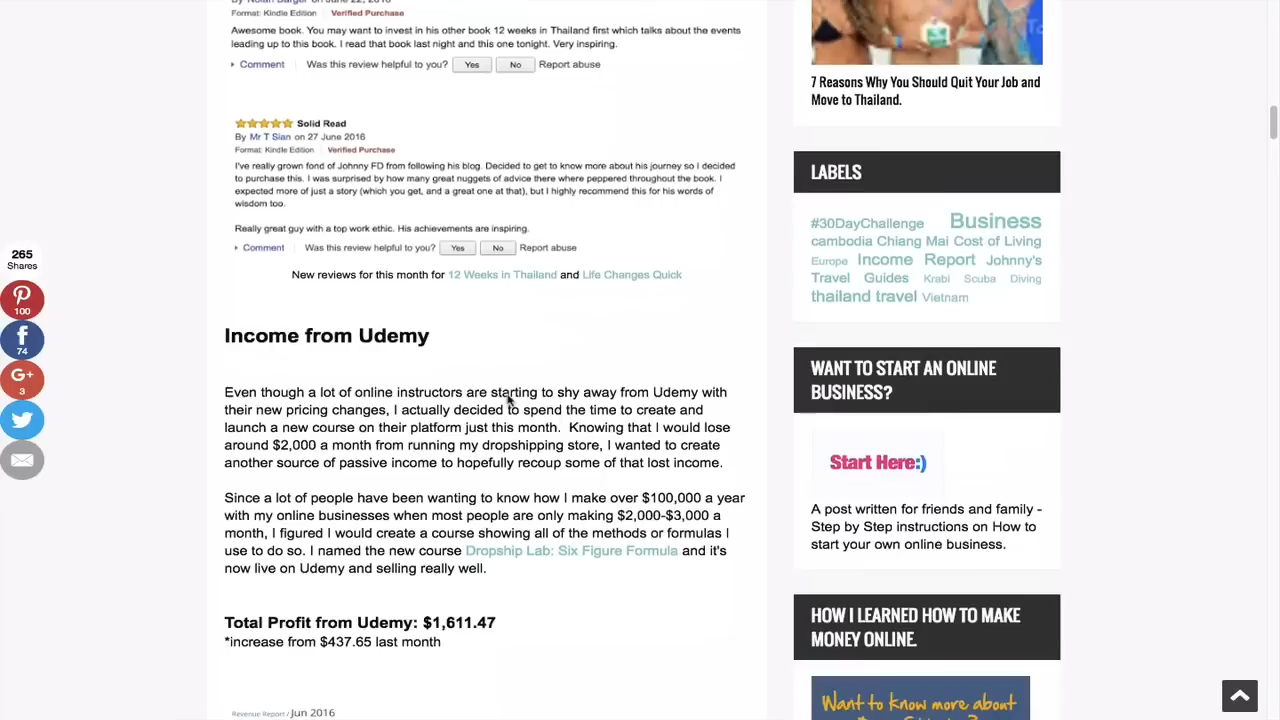 By Nolan Barger on June 22, 2016
Format: Kindle Edition Verified Purchase
Awesome book. You may want to invest in his other book 12 weeks in Thailand first which talks about the events
leading up to this book. I read that book last night and this one tonight. Very inspiring.
Comment Was this review helpful to you? Yes No Report abuse
Solid Read
By Mr T Sian on 27 June 2016
Format: Kindle Edition Verified Purchase
I've really grown fond of Johnny FD from following his blog. Decided to get to know more about his journey so I decided
to purchase this. I was surprised by how many great nuggets of advice there where peppered throughout the book. I
expected more of just a story (which you get, and a great one at that), but I highly recommend this for his words of
wisdom too.
Really great guy with a top work ethic. His achievements are inspiring.
Comment Was this review helpful to you? Yes No Report abuse
New reviews for this month for 12 Weeks in Thailand and Life Changes Quick
Income from Udemy
Even though a lot of online instructors are starting to shy away from Udemy with
their new pricing changes, I actually decided to spend the time to create and
launch a new course on their platform just this month. Knowing that I would lose
around $2,000 a month from running my dropshipping store, I wanted to create
another source of passive income to hopefully recoup some of that lost income.
Since a lot of people have been wanting to know how I make over $100,000 a year
with my online businesses when most people are only making $2,000-$3,000 a
month, I figured I would create a course showing all of the methods or formulas I
use to do so. I named the new course Dropship Lab: Six Figure Formula and it's
now live on Udemy and selling really well.
Total Profit from Udemy: $1,611.47
*increase from $437.65 last month
Revenue Report / Jun 2016
265
Shares
100
f
74
G+
3
7 Reasons Why You Should Quit Your Job and
Move to Thailand.
LABELS
#30DayChallenge Business
cambodia Chiang Mai Cost of Living
Europe Income Report Johnny's
Travel Guides Krabi Scuba Diving
thailand travel Vietnam
WANT TO START AN ONLINE
BUSINESS?
Start Here:)
A post written for friends and family -
Step by Step instructions on How to
start your own online business.
HOW I LEARNED HOW TO MAKE
MONEY ONLINE.
Want to know more about